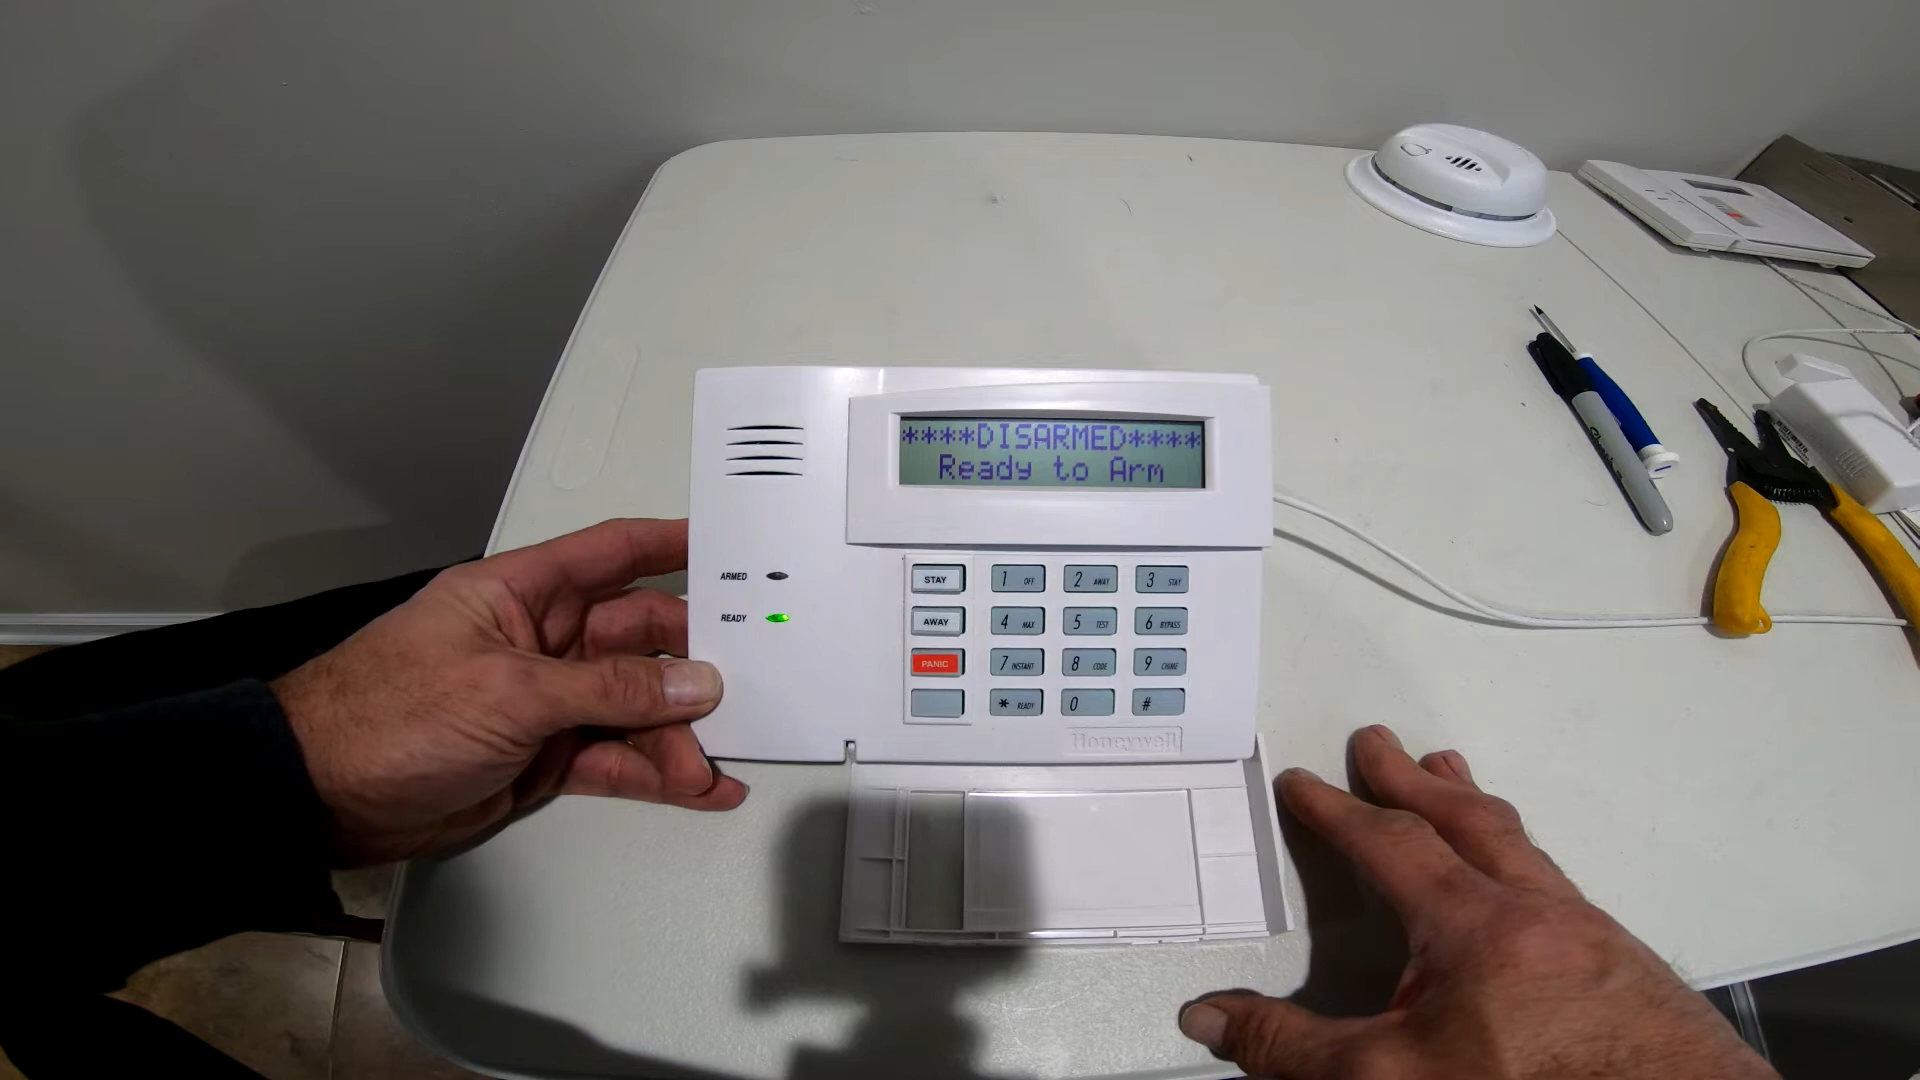 ****DISARMED****
Ready to Arm
ARMED
READY
STAY
1 OFF
2 AWAY
3 STAY
AWAY
4 MAX
5 TEST
6 BYPASS
PANIC
7 INSTANT
8 CODE
9 CHIME
* READY
0
#
Honeywell
Sharpie